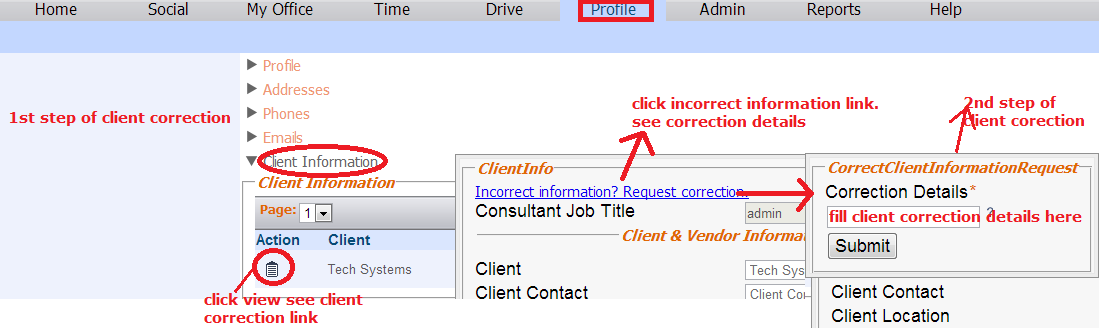 Home Social My Office Time Drive Profile Admin Reports Help
Profile
Addresses
Phones
Emails
Client Information
1st step of client correction
Client Information
Page: 1
Action Client
Tech Systems
click view see client
correction link
click incorrect information link.
see correction details
ClientInfo
Incorrect information? Request correction.
Consultant Job Title admin
Client & Vendor Informa
Client Tech Sys
Client Contact Client Co
2nd step of
client corection
CorrectClientInformationRequest
Correction Details*
fill client correction details here
Submit
Client Contact
Client Location